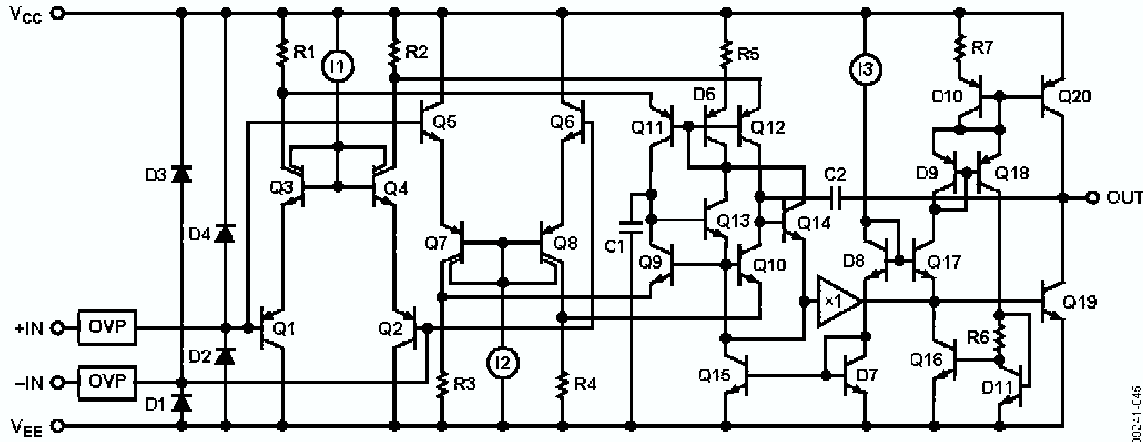 VCC
R1
I1
R2
R5
I3
R7
D6
D10
Q20
Q5
Q6
Q11
Q12
D3
Q3
Q4
D9
Q18
C2
OUT
D4
Q7
Q8
C1
Q13
Q14
Q9
Q10
D8
Q17
×1
Q19
+IN
OVP
Q1
Q2
D2
R6
–IN
OVP
I2
Q15
D7
Q16
D11
D1
R3
R4
VEE